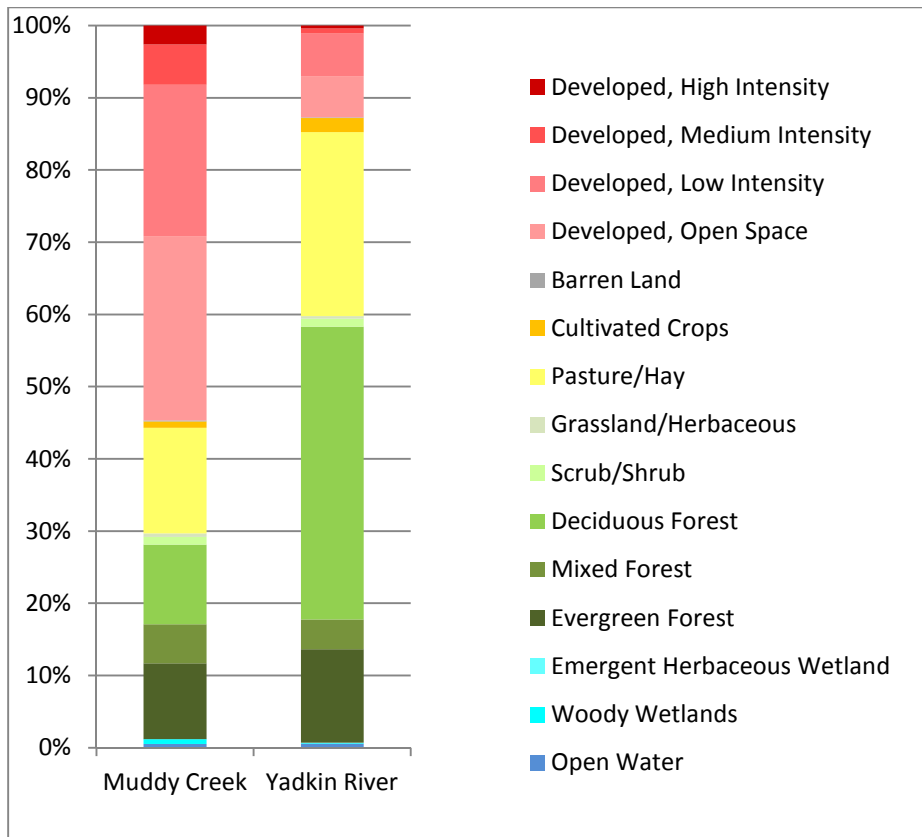 100%
90%
80%
70%
60%
50%
40%
30%
20%
10%
0%
Muddy Creek Yadkin River
Developed, High Intensity
Developed, Medium Intensity
Developed, Low Intensity
Developed, Open Space
Barren Land
Cultivated Crops
Pasture/Hay
Grassland/Herbaceous
Scrub/Shrub
Deciduous Forest
Mixed Forest
Evergreen Forest
Emergent Herbaceous Wetland
Woody Wetlands
Open Water